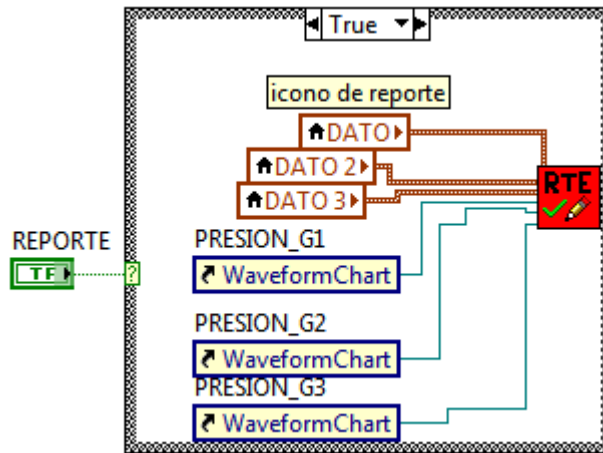 True
icono de reporte
DATO
DATO 2
DATO 3
RTE
REPORTE
TF
?
PRESION_G1
WaveformChart
PRESION_G2
WaveformChart
PRESION_G3
WaveformChart